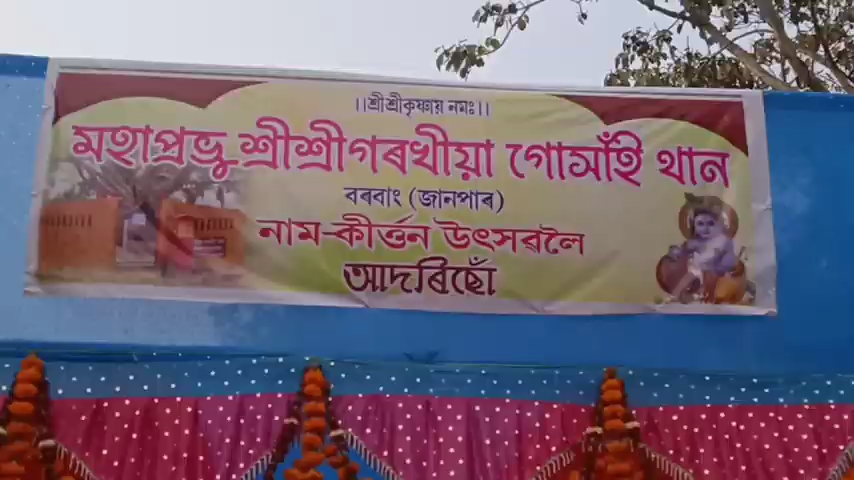 ।।শ্ৰীশ্ৰীকৃষ্ণায় নমঃ।।
মহাপ্ৰভু শ্ৰীশ্ৰীগৰখীয়া গোসাঁই থান
বৰবাং (জানপাৰ)
নাম-কীৰ্ত্তন উৎসৱলৈ
আদৰিছোঁ